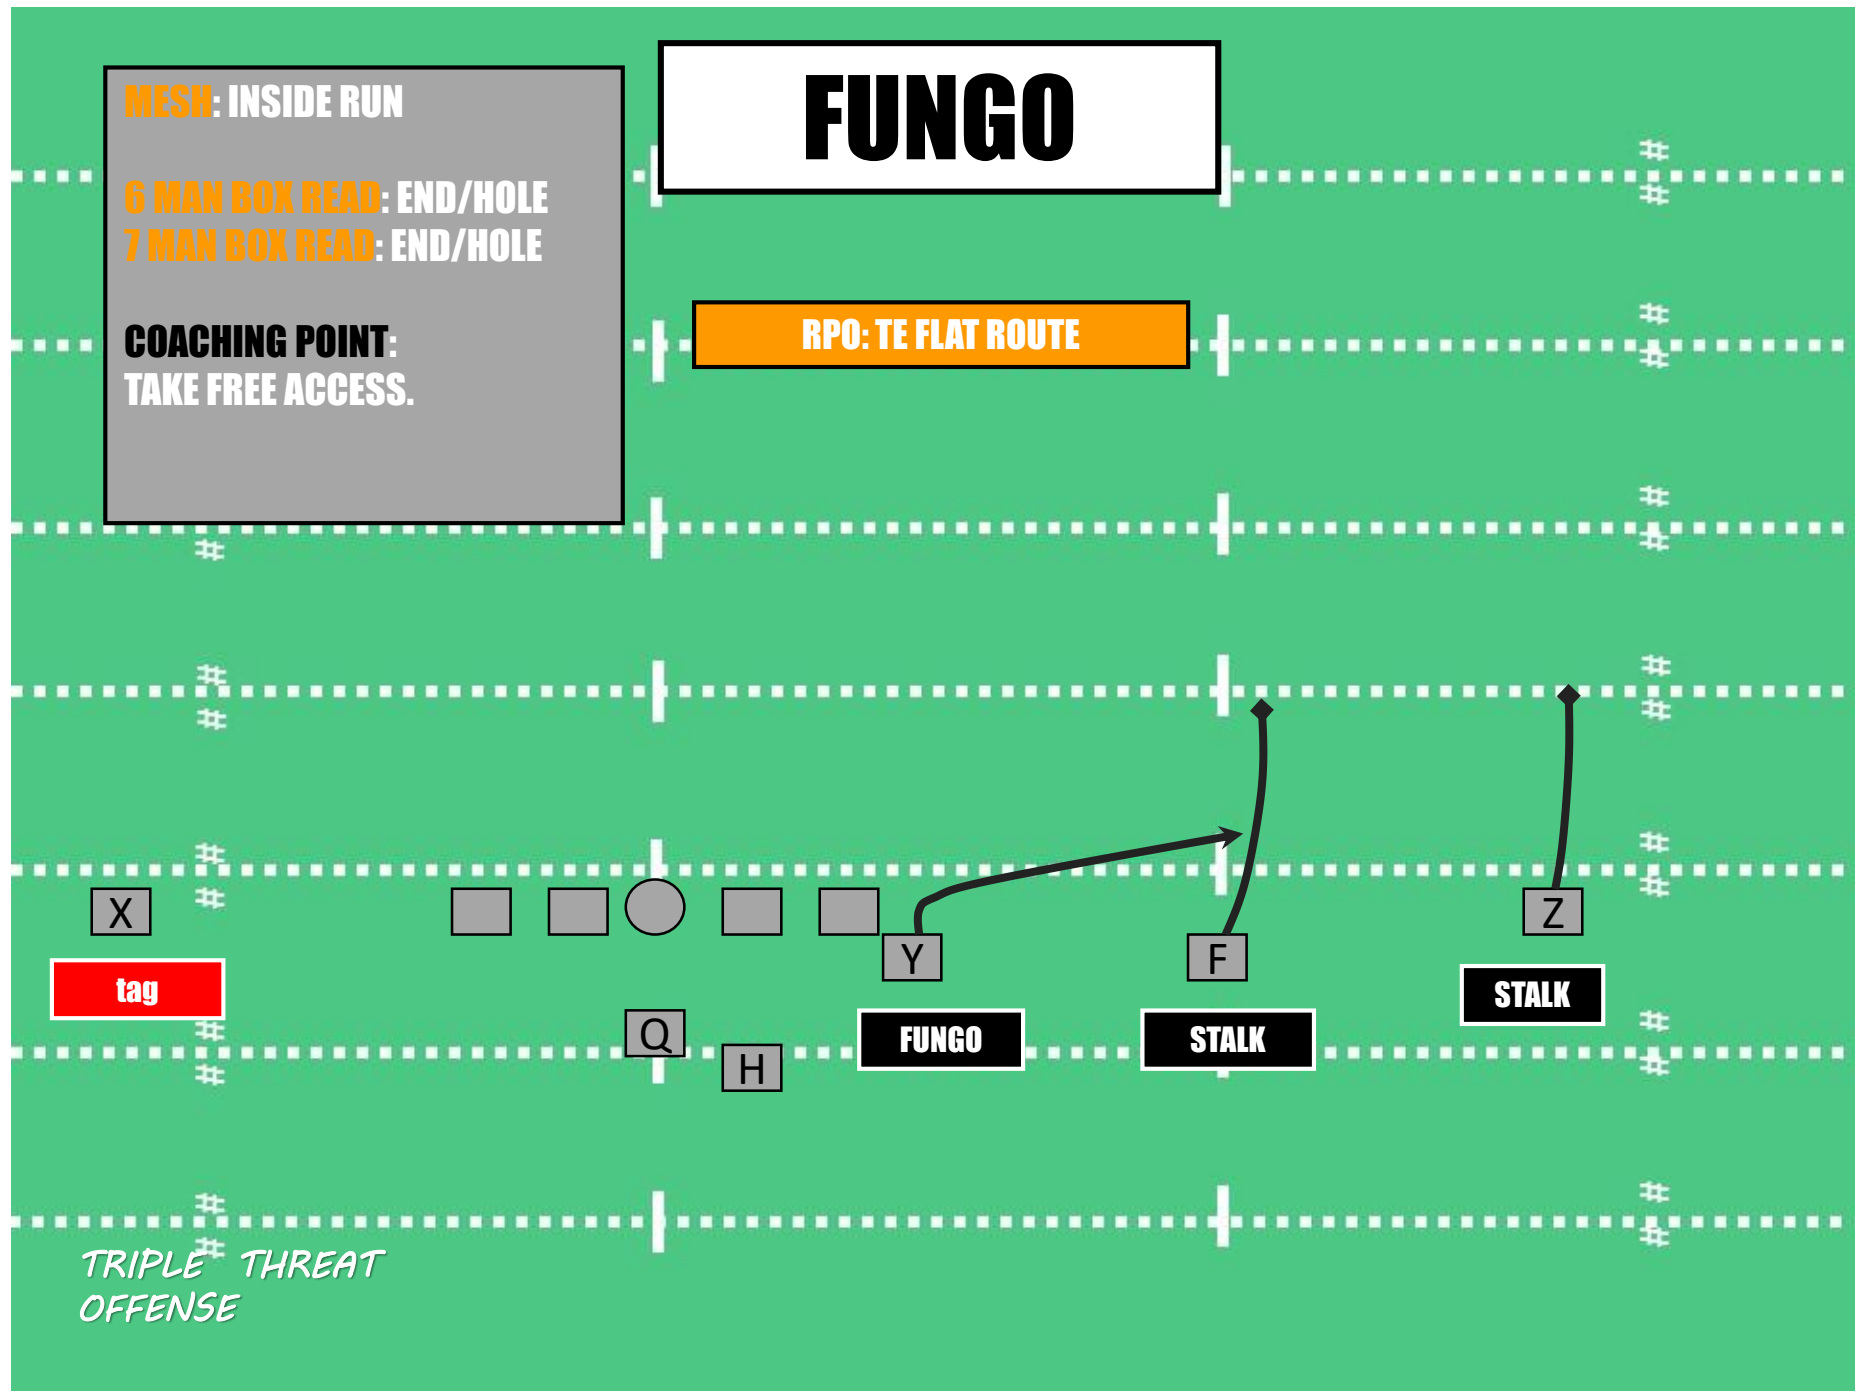 FUNGO
MESH: INSIDE RUN
6 MAN BOX READ: END/HOLE
7 MAN BOX READ: END/HOLE
COACHING POINT:
TAKE FREE ACCESS.
RPO: TE FLAT ROUTE
X
Y
F
Z
tag
STALK
Q
H
FUNGO
STALK
TRIPLE THREAT
OFFENSE